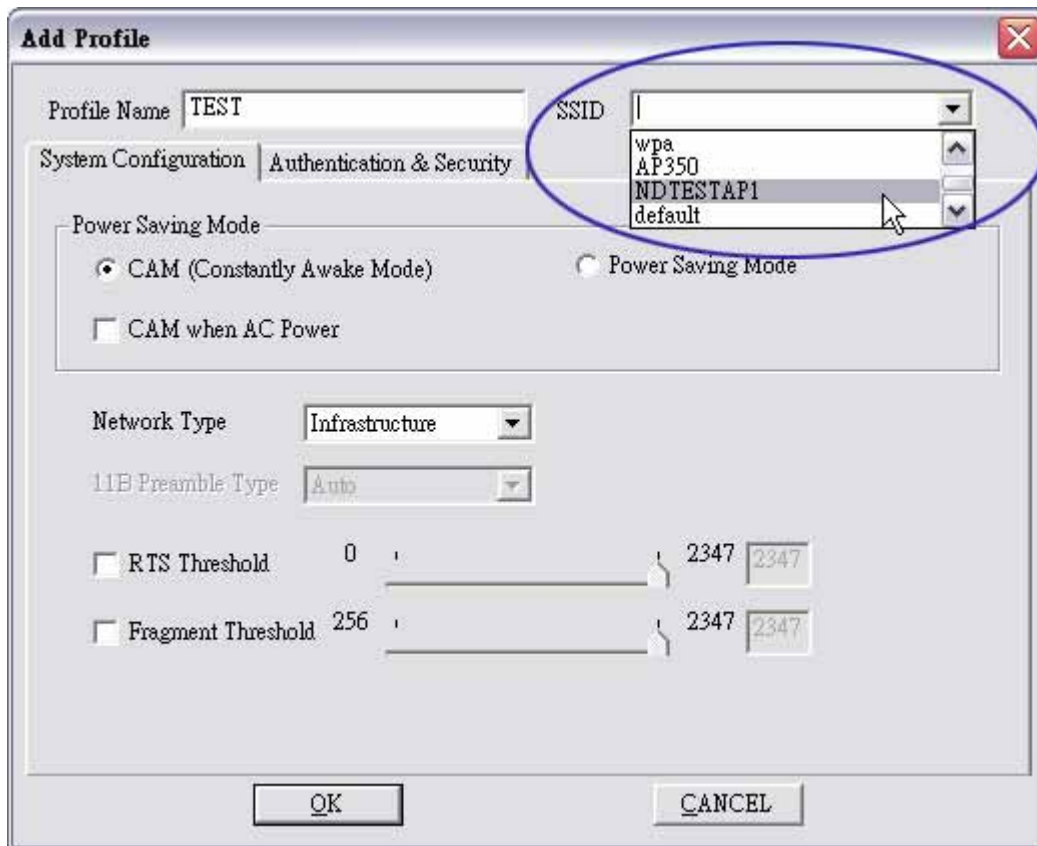 Add Profile
Profile Name TEST SSID
wpa
AP350
NDTESTAP1
default
System Configuration Authentication & Security
Power Saving Mode
CAM (Constantly Awake Mode) Power Saving Mode
CAM when AC Power
Network Type Infrastructure
11B Preamble Type Auto
RTS Threshold 0 2347 2347
Fragment Threshold 256 2347 2347
OK CANCEL